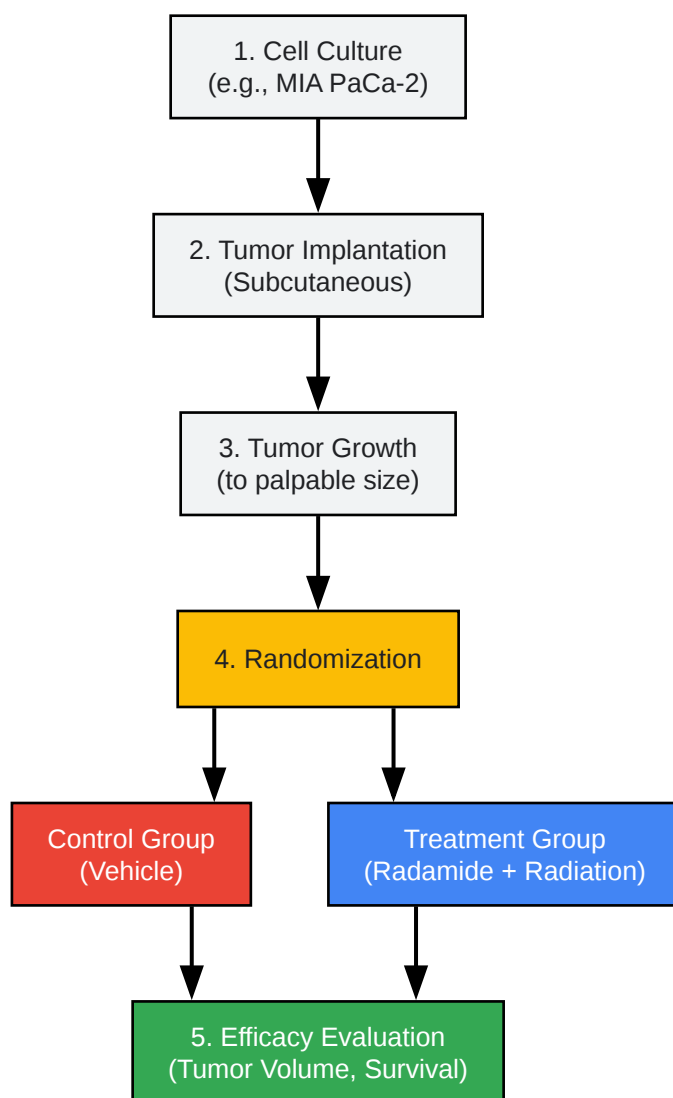 1. Cell Culture
(e.g., MIA PaCa-2)
2. Tumor Implantation
(Subcutaneous)
3. Tumor Growth
(to palpable size)
4. Randomization
Control Group
(Vehicle)
Treatment Group
(Radamide + Radiation)
5. Efficacy Evaluation
(Tumor Volume, Survival)